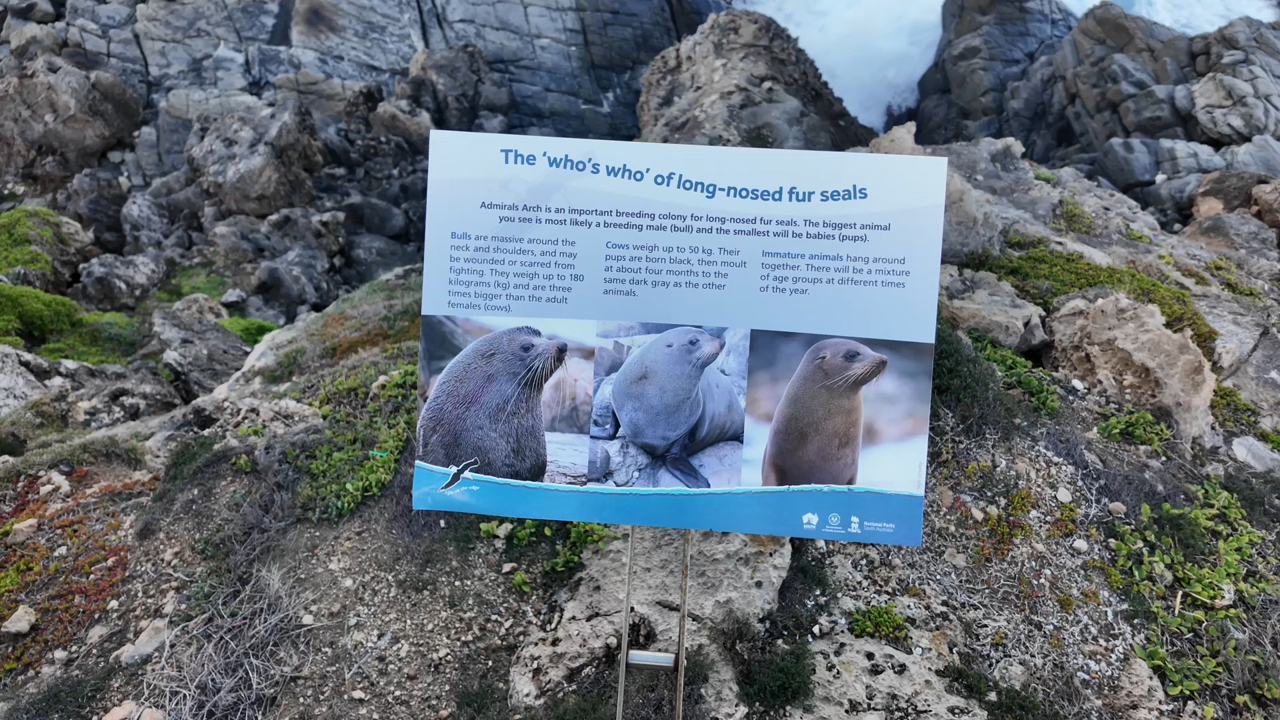 The 'who's who' of long-nosed fur seals
Admirals Arch is an important breeding colony for long-nosed fur seals. The biggest animal
you see is most likely a breeding male (bull) and the smallest will be babies (pups).
Bulls are massive around the
neck and shoulders, and may
be wounded or scarred from
fighting. They weigh up to 180
kilograms (kg) and are three
times bigger than the adult
females (cows).
Cows weigh up to 50 kg. Their
pups are born black, then moult
at about four months to the
same dark gray as the other
animals.
Immature animals hang around
together. There will be a mixture
of age groups at different times
of the year.
National Parks
South Australia